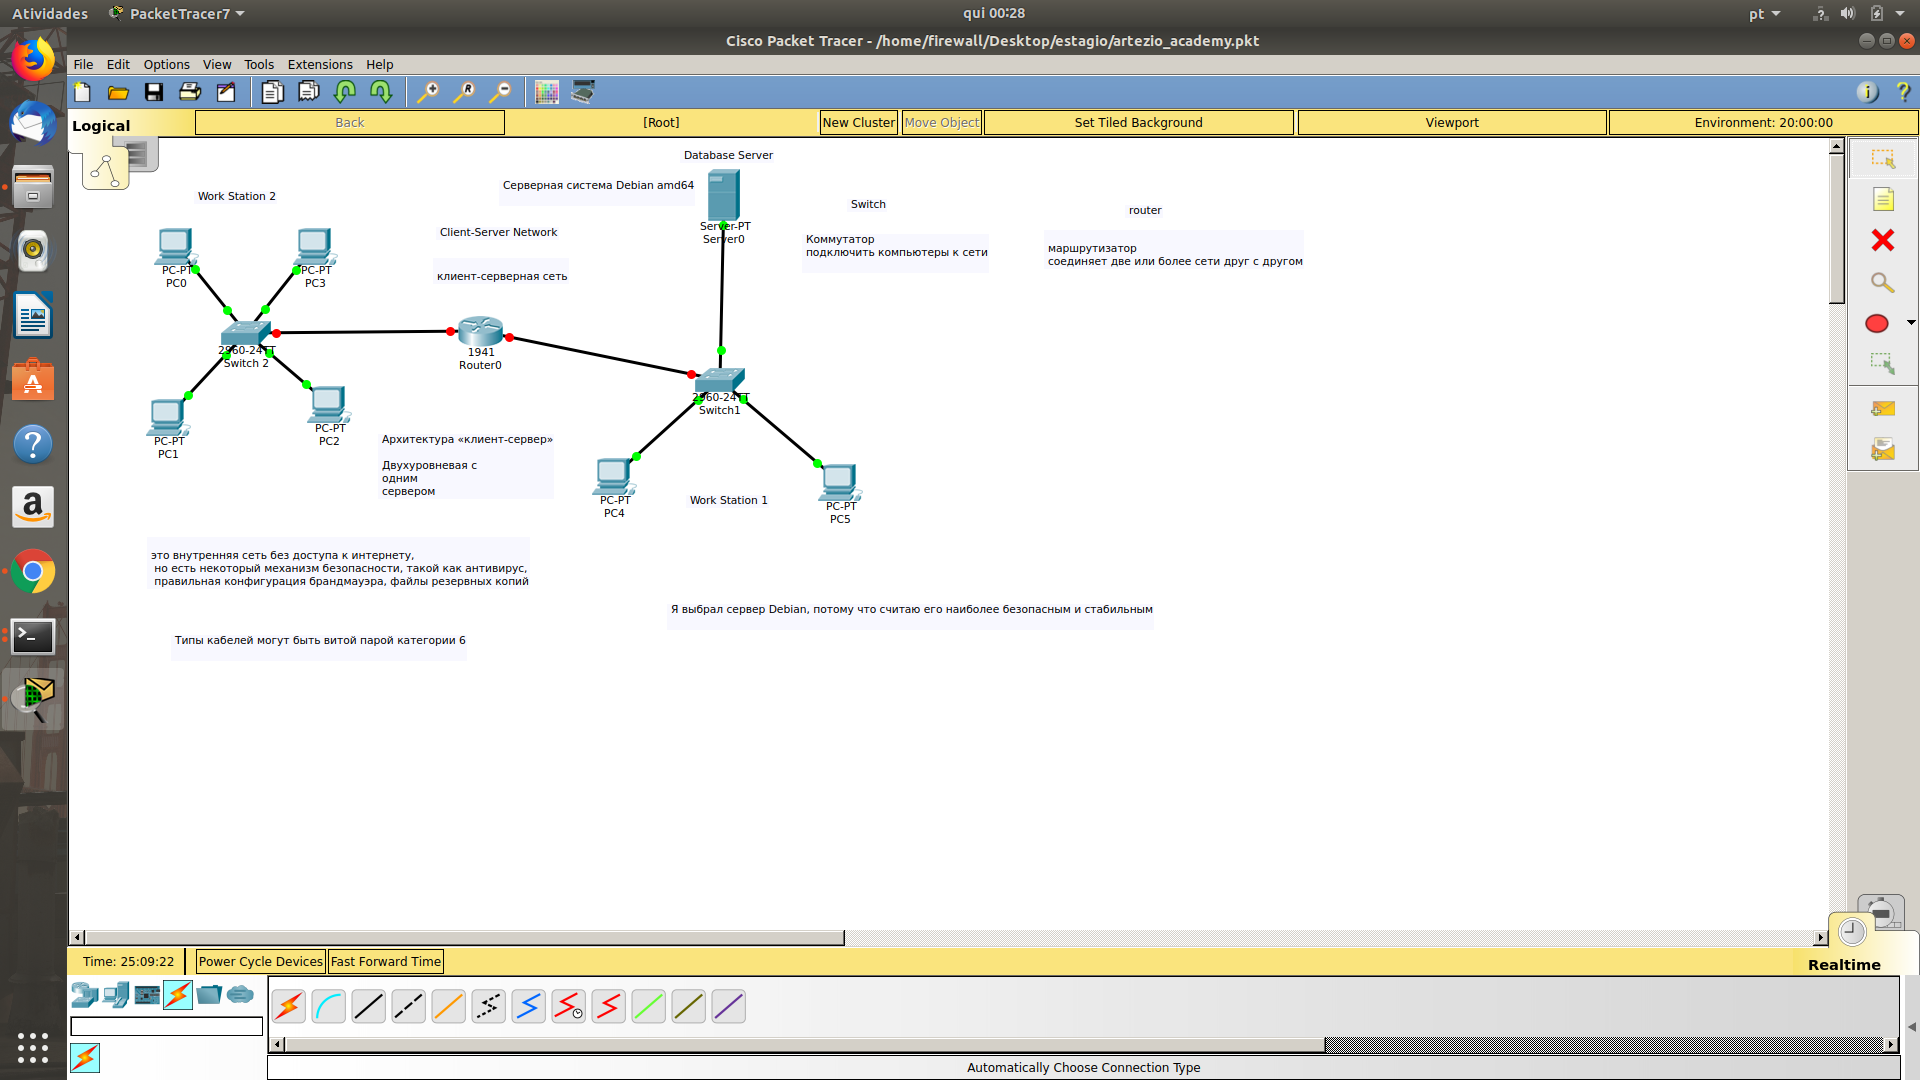 Atividades
PacketTracer7
qui 00:28
pt
Cisco Packet Tracer - /home/firewall/Desktop/estagio/artezio_academy.pkt
File Edit Options View Tools Extensions Help
Logical
Back
[Root]
New Cluster
Move Object
Set Tiled Background
Viewport
Environment: 20:00:00
Database Server
Серверная система Debian amd64
Work Station 2
Switch
router
Server-PT
Server0
Client-Server Network
Коммутатор
подключить компьютеры к сети
маршрутизатор
соединяет две или более сети друг с другом
клиент-серверная сеть
PC-PT
PC0
PC-PT
PC3
2960-24TT
Switch 2
1941
Router0
2960-24TT
Switch1
PC-PT
PC1
PC-PT
PC2
Архитектура «клиент-сервер»
Двухуровневая с
одним
сервером
PC-PT
PC4
Work Station 1
PC-PT
PC5
это внутренняя сеть без доступа к интернету,
но есть некоторый механизм безопасности, такой как антивирус,
правильная конфигурация брандмауэра, файлы резервных копий
Я выбрал сервер Debian, потому что считаю его наиболее безопасным и стабильным
Типы кабелей могут быть витой парой категории 6
Time: 25:09:22
Power Cycle Devices
Fast Forward Time
Realtime
Automatically Choose Connection Type